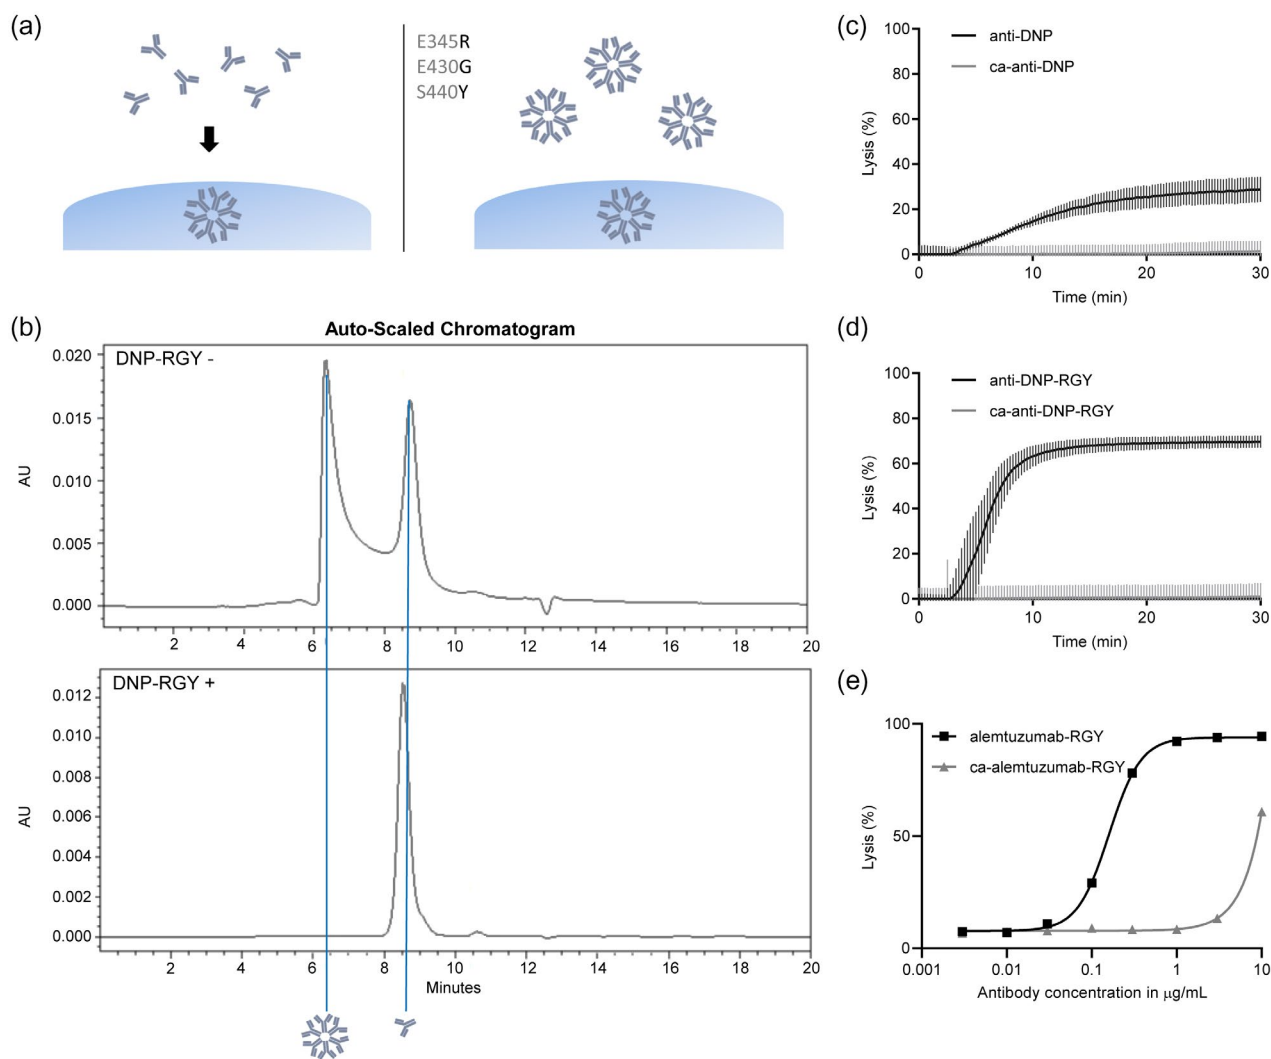 (a)
E345R
E430G
S440Y
(b)
Auto-Scaled Chromatogram
DNP-RGY -
AU
0.020
0.015
0.010
0.005
0.000
2 4 6 8 10 12 14 16 18 20
DNP-RGY +
AU
0.012
0.010
0.008
0.006
0.004
0.002
0.000
2 4 6 8 10 12 14 16 18 20
Minutes
(c)
anti-DNP
ca-anti-DNP
Lysis (%)
100
80
60
40
20
0
0 10 20 30
Time (min)
(d)
anti-DNP-RGY
ca-anti-DNP-RGY
Lysis (%)
100
80
60
40
20
0
0 10 20 30
Time (min)
(e)
alemtuzumab-RGY
ca-alemtuzumab-RGY
Lysis (%)
100
50
0
0.001 0.01 0.1 1 10
Antibody concentration in μg/mL